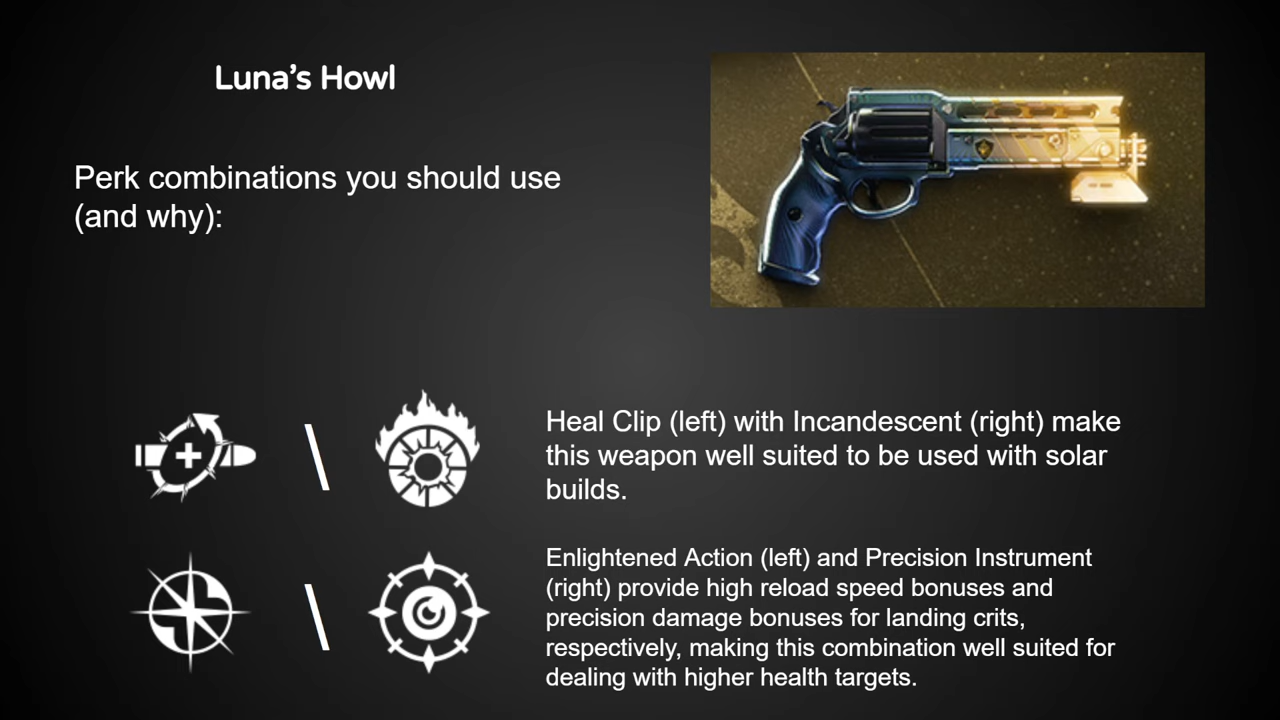 Luna's Howl
Perk combinations you should use
(and why):
\
Heal Clip (left) with Incandescent (right) make
this weapon well suited to be used with solar
builds.
\
Enlightened Action (left) and Precision Instrument
(right) provide high reload speed bonuses and
precision damage bonuses for landing crits,
respectively, making this combination well suited for
dealing with higher health targets.